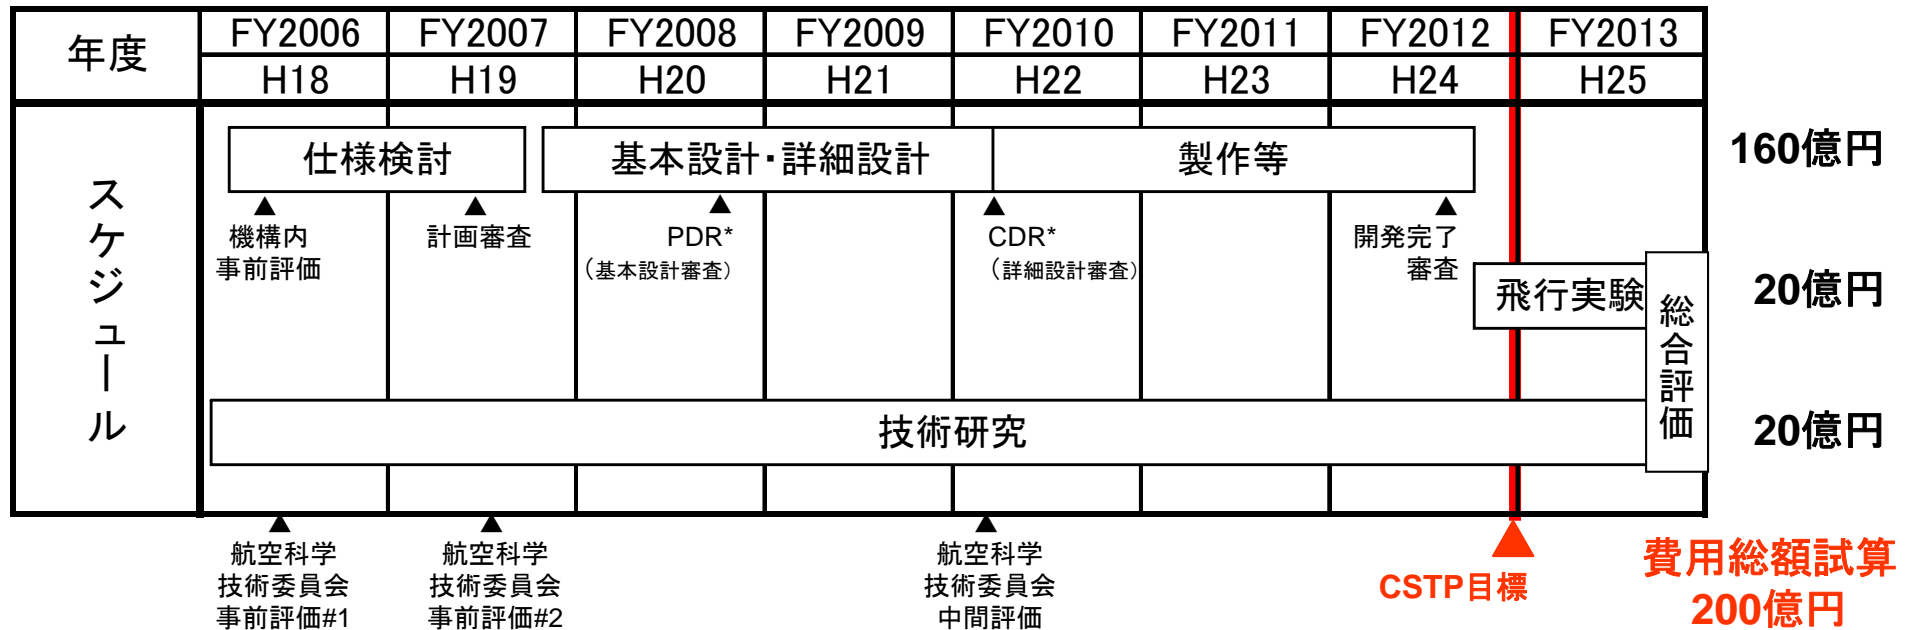 年度
FY2006 FY2007 FY2008 FY2009 FY2010 FY2011 FY2012 FY2013
H18 H19 H20 H21 H22 H23 H24 H25
スケジュール
仕様検討
基本設計・詳細設計
製作等
160億円
▲
機構内
事前評価
▲
計画審査
▲
PDR*
（基本設計審査）
▲
CDR*
（詳細設計審査）
▲
開発完了
審査
飛行実験
総合評価
20億円
技術研究
20億円
▲
航空科学
技術委員会
事前評価#1
▲
航空科学
技術委員会
事前評価#2
▲
航空科学
技術委員会
中間評価
▲
CSTP目標
費用総額試算
200億円